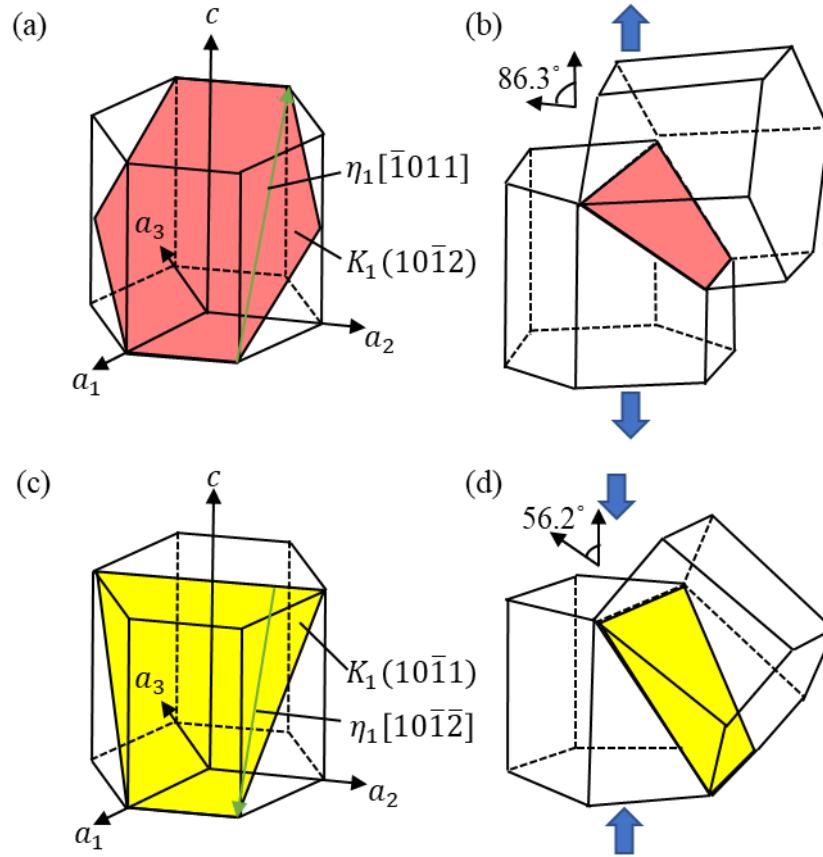 (a)
c
η₁[1̅011]
a₃
K₁(101̅2)
a₂
a₁
(b)
86.3°
(c)
c
K₁(101̅1)
a₃
η₁[101̅2̅]
a₂
a₁
(d)
56.2°